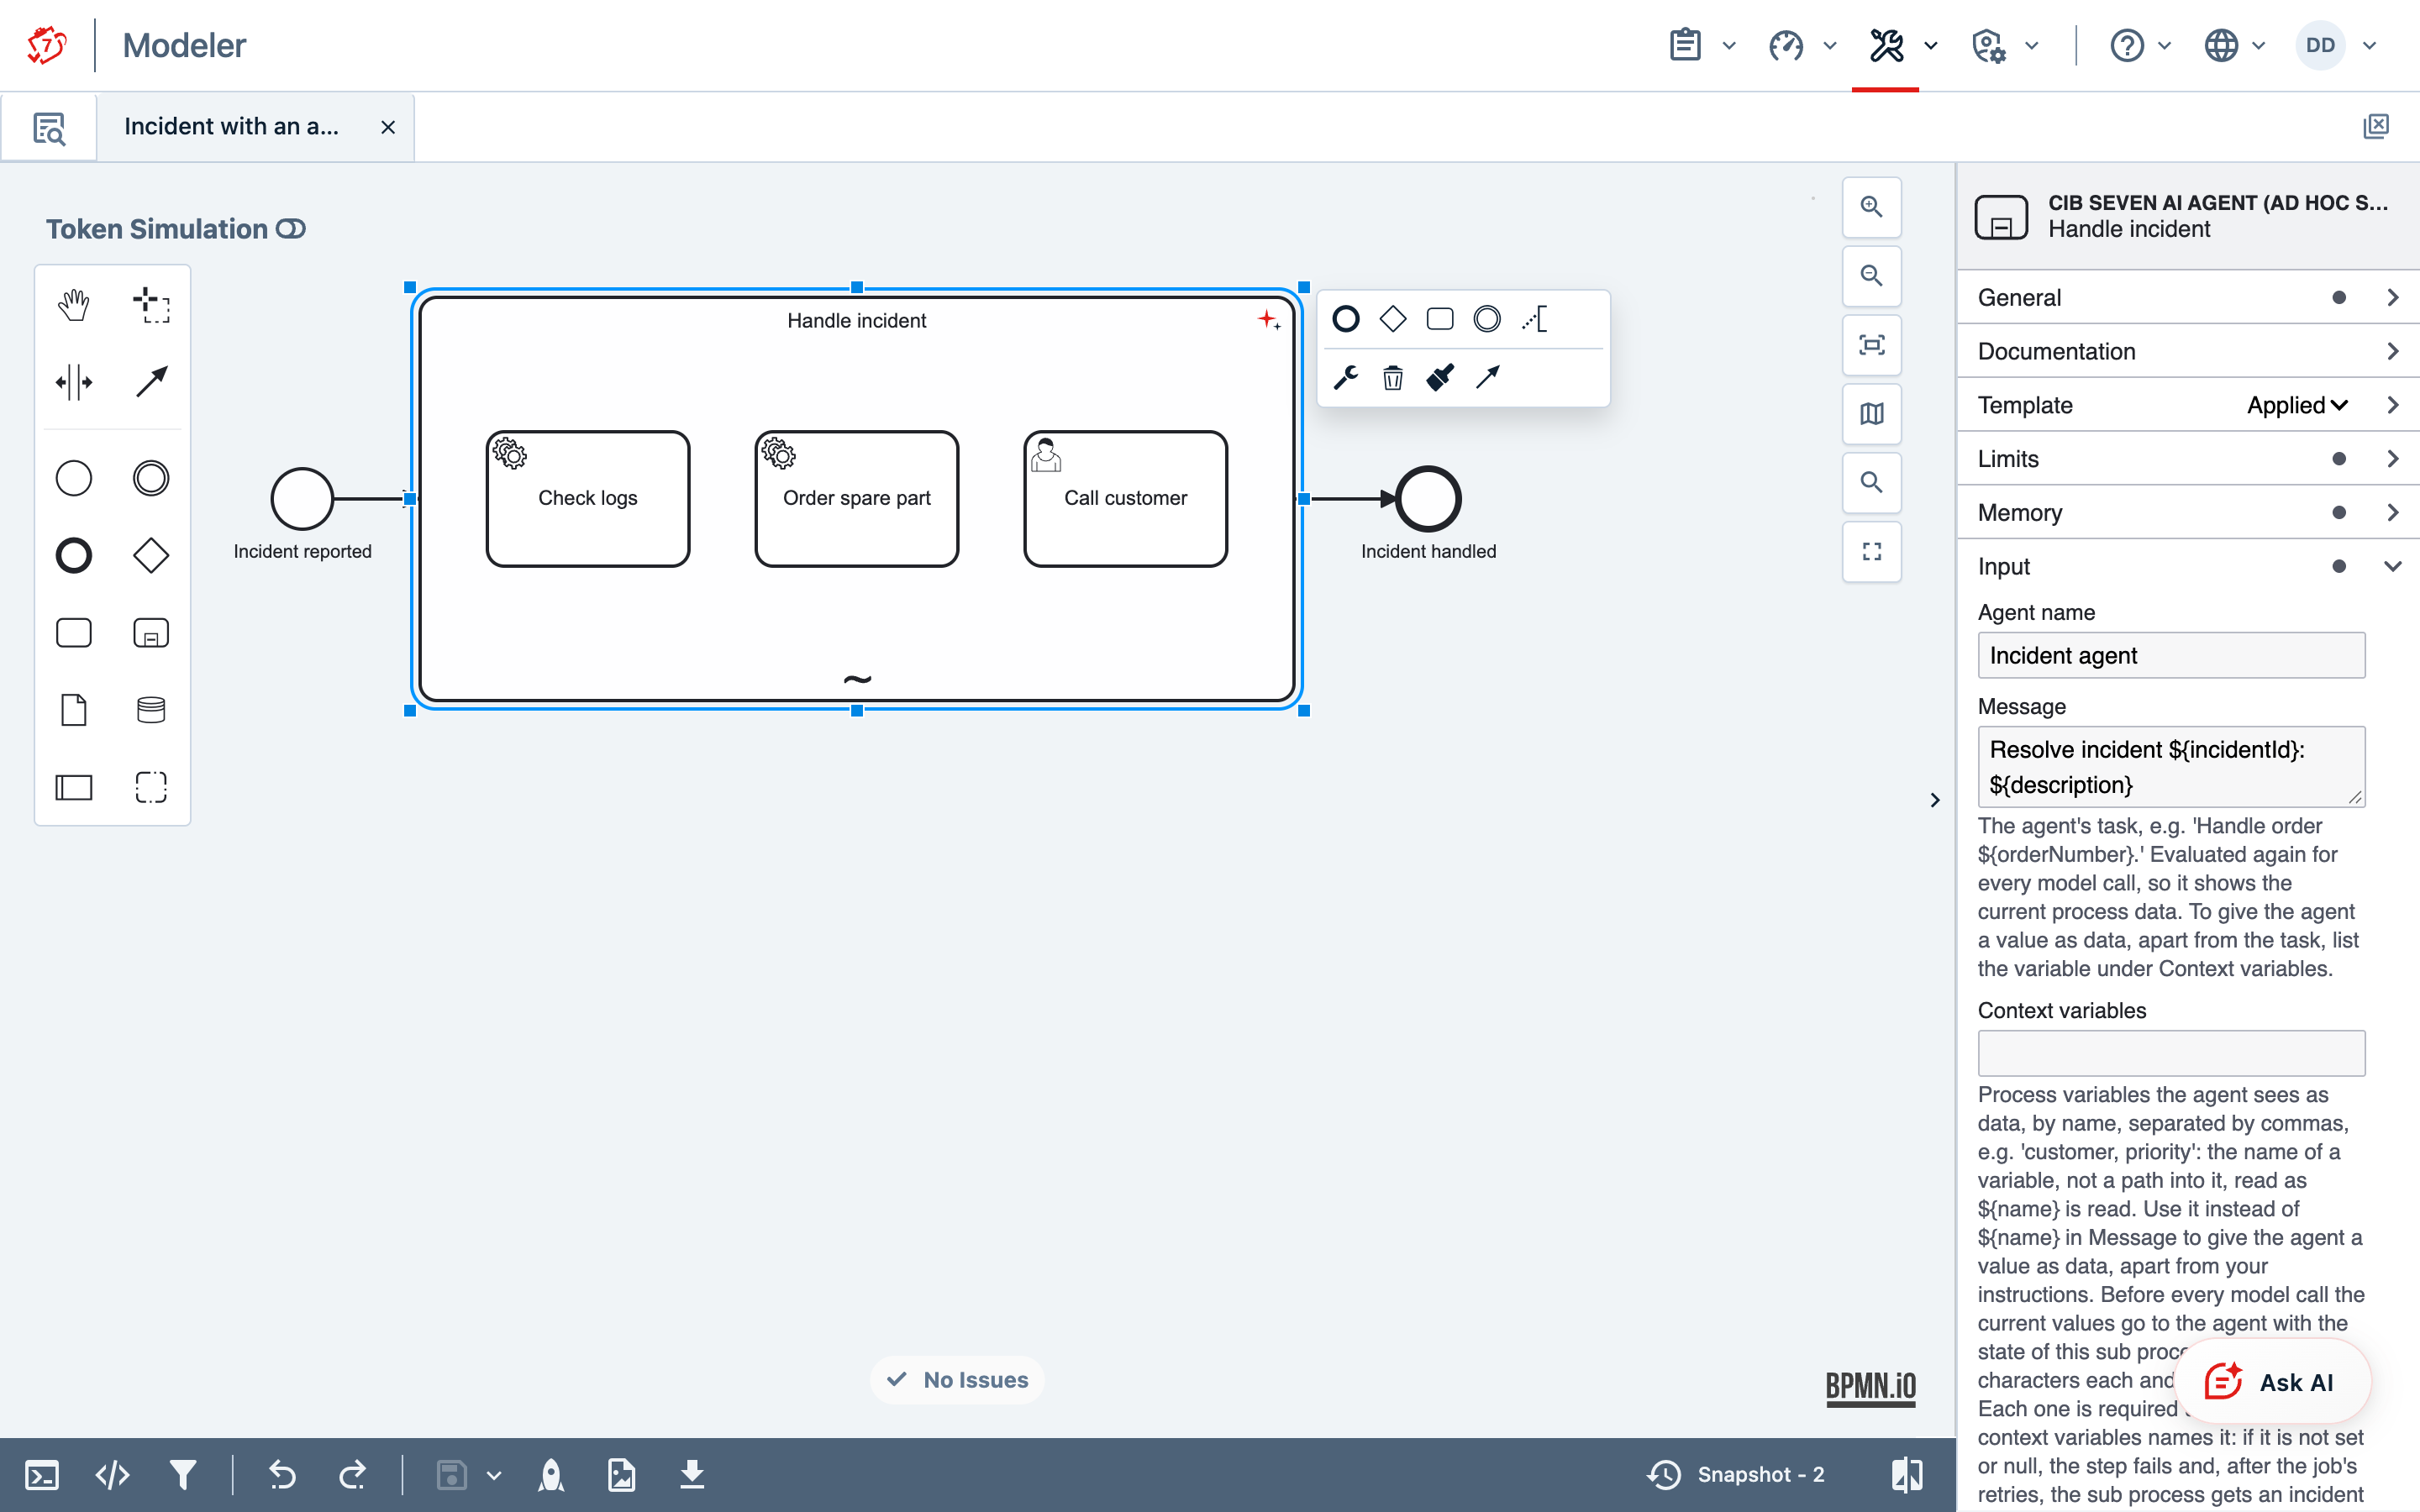 7
Modeler
DD
Incident with an a...
Token Simulation
Handle incident
Check logs
Order spare part
Call customer
Incident reported
Incident handled
No Issues
BPMN.iO
Snapshot - 2
CIB SEVEN AI AGENT (AD HOC S...
Handle incident
General
Documentation
Template
Applied
Limits
Memory
Input
Agent name
Incident agent
Message
Resolve incident ${incidentId}:
${description}
The agent's task, e.g. 'Handle order
${orderNumber}.' Evaluated again for
every model call, so it shows the
current process data. To give the agent
a value as data, apart from the task, list
the variable under Context variables.
Context variables
Process variables the agent sees as
data, by name, separated by commas,
e.g. 'customer, priority': the name of a
variable, not a path into it, read as
${name} is read. Use it instead of
${name} in Message to give the agent a
value as data, apart from your
instructions. Before every model call the
current values go to the agent with the
state of this sub
characters each and
Each one is required
context variables names it: if it is not set
or null, the step fails and, after the job's
retries, the sub process gets an incident
Ask AI